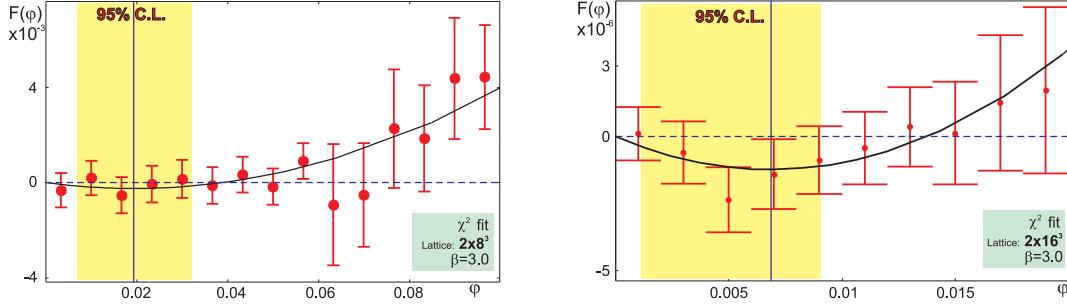 F(φ)
x10⁻³
95% C.L.
4
0
-4
0.02
0.04
0.06
0.08
φ
χ² fit
Lattice: 2x8³
β=3.0
F(φ)
x10⁻⁶
95% C.L.
3
0
-5
0.005
0.01
0.015
φ
χ² fit
Lattice: 2x16³
β=3.0